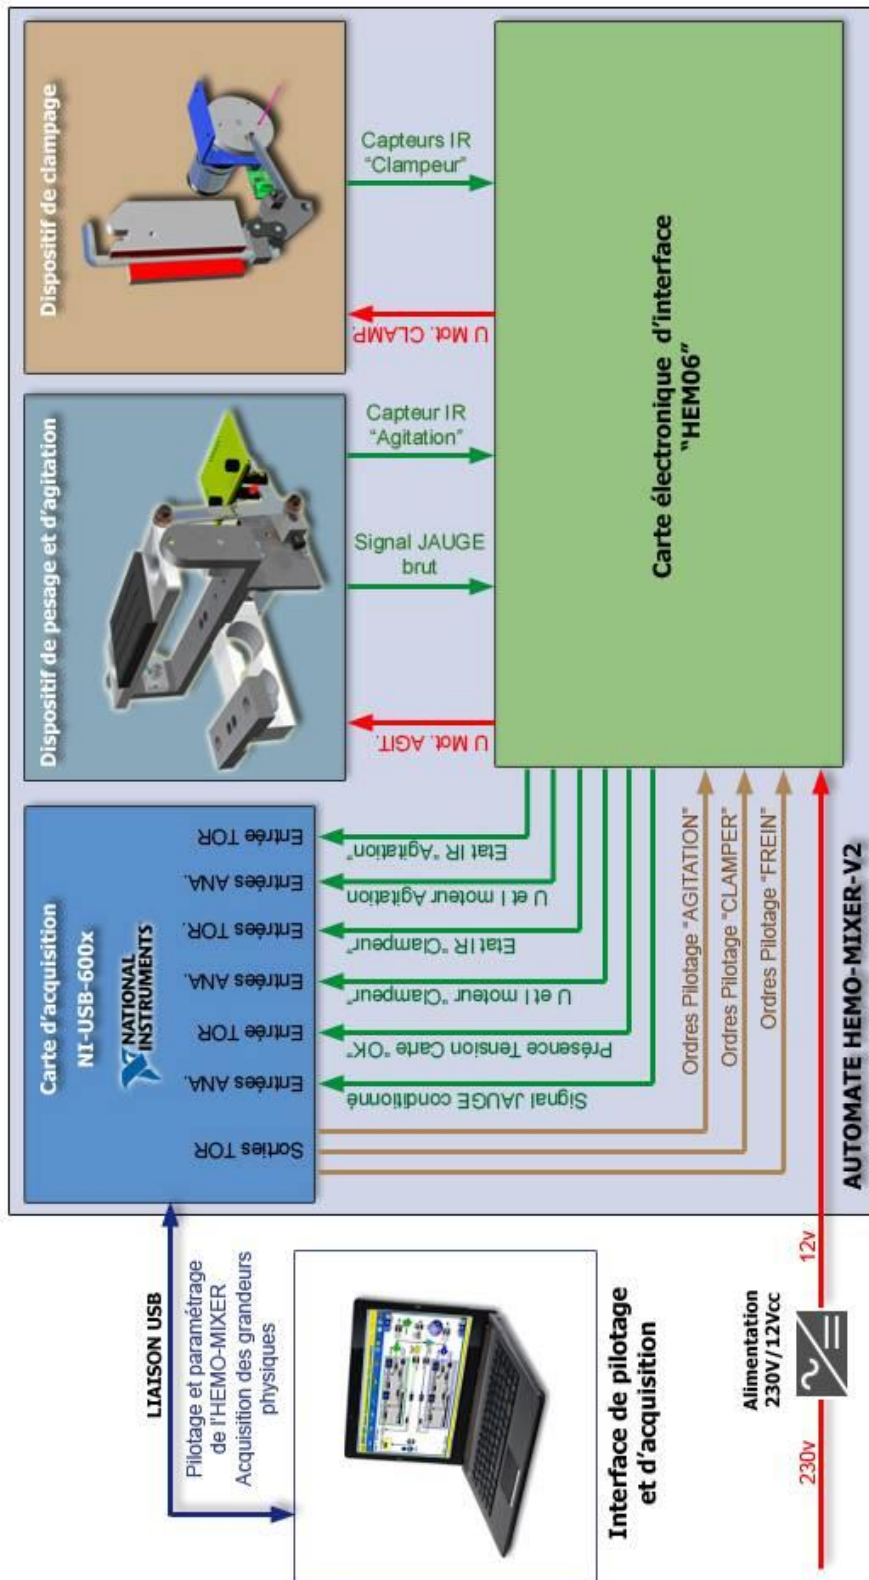 LIAISON USB
Pilotage et paramétrage
de l'HEMO-MIXER
Acquisition des grandeurs
physiques
Interface de pilotage
et d'acquisition
Alimentation
230V/12Vcc
230v
12v
Carte d'acquisition
NI-USB-600x
NATIONAL
INSTRUMENTS
Sorties TOR
Entrées ANA.
Entrée TOR
Entrées ANA.
Entrées TOR.
Entrées ANA.
Entrée TOR
Signal JAUGE conditionné
Présence Tension Carte "OK"
U et I moteur "Clampeur"
Etat IR "Clampeur"
U et I moteur Agitation
Etat IR "Agitation"
Ordres Pilotage "AGITATION"
Ordres Pilotage "CLAMPER"
Ordres Pilotage "FREIN"
Dispositif de pesage et d'agitation
U Mot. AGIT.
Signal JAUGE
brut
Capteur IR
"Agitation"
Dispositif de clampage
U Mot. CLAMP.
Capteurs IR
"Clampeur"
Carte électronique d'interface
"HEM06"
AUTOMATE HEMO-MIXER-V2